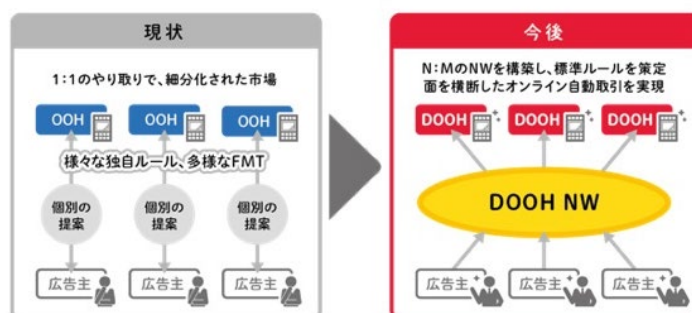 現状
1:1のやり取りで、細分化された市場
OOH
OOH
OOH
様々な独自ルール、多様なFMT
個別の
提案
個別の
提案
個別の
提案
広告主
広告主
広告主
今後
N:MのNWを構築し、標準ルールを策定
面を横断したオンライン自動取引を実現
DOOH
DOOH
DOOH
DOOH NW
広告主
広告主
広告主